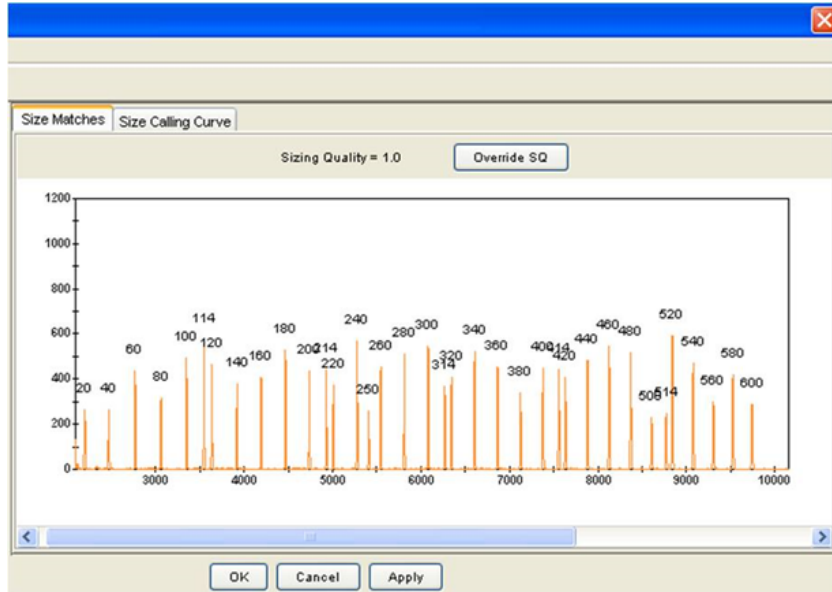 Size Matches Size Calling Curve
Sizing Quality = 1.0 Override SQ
1200
1000
800
600
400
200
0
20 40 60 80 100 114 120 140 160 180 200 214 220 240 250 260 280 300 314 320 340 360 380 400 414 420 440 460 480 500 514 520 540 560 580 600
3000 4000 5000 6000 7000 8000 9000 10000
OK Cancel Apply